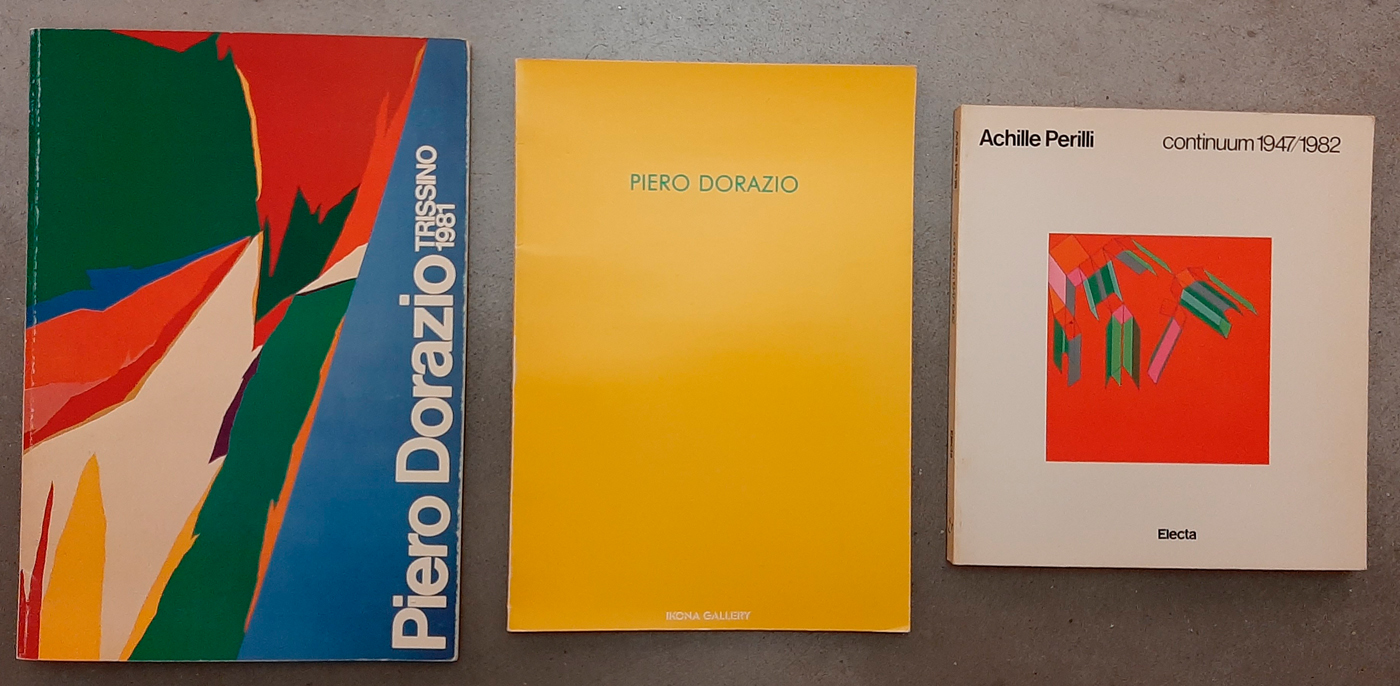 Piero Dorazio TRISSINO
1981
PIERO DORAZIO
IKONA GALLERY
Achille Perilli
continuum 1947/1982
Electa